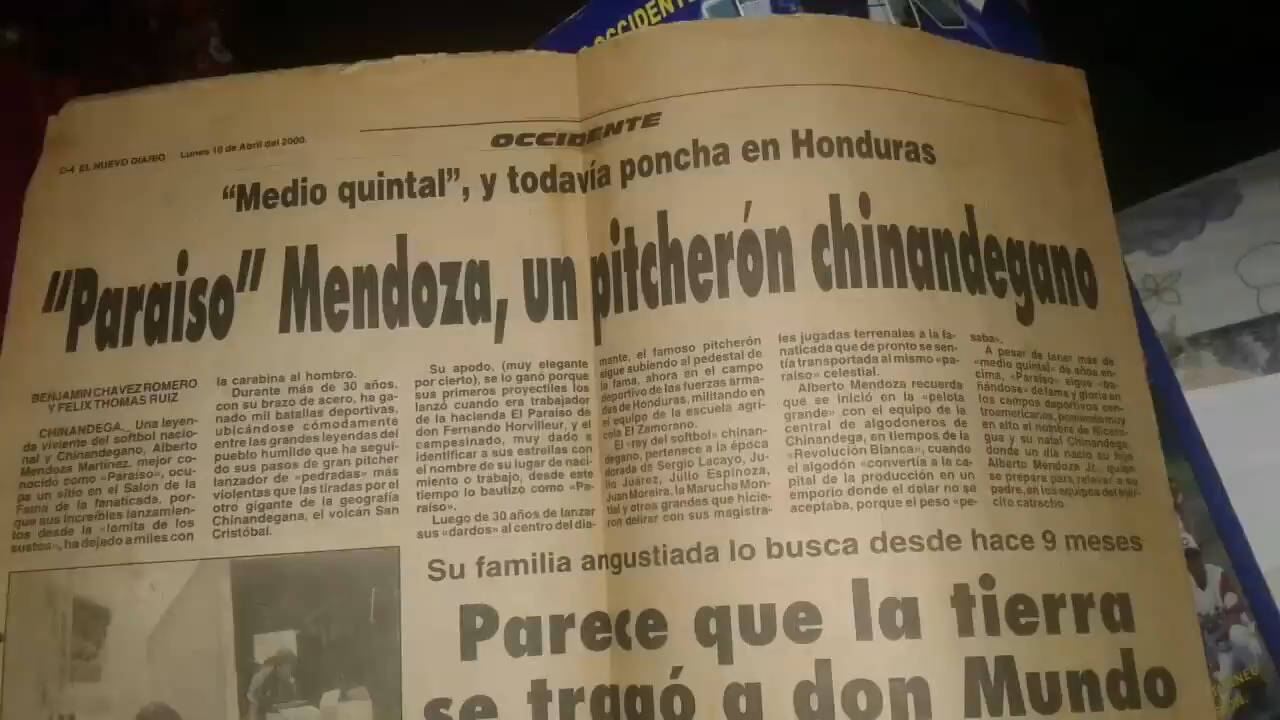 OCCIDENTE
C-4 EL NUEVO DIARIO Lunes 10 de Abril del 2000.
OCCIDENTE
“Medio quintal”, y todavía poncha en Honduras
"Paraiso" Mendoza, un pitcherón chinandegano
BENJAMIN CHAVEZ ROMERO
Y FELIX THOMAS RUIZ
CHINANDEGA._ Una leyen-
da viviente del softbol nacio-
nal y Chinandegano, Alberto
Mendoza Martínez, mejor co-
nocido como «Paraiso», ocu-
pa un sitio en el Salón de la
Fama de la fanaticada, por-
que sus increíbles lanzamien-
tos desde la «lomita de los
sustos», ha dejado a miles con
la carabina al hombro.
Durante más de 30 años,
con su brazo de acero, ha ga-
nado mil batallas deportivas,
ubicándose cómodamente
entre las grandes leyendas del
pueblo humilde que ha segui-
do sus pasos de gran pitcher
lanzador de «pedradas» más
violentas que las tiradas por el
otro gigante de la geografía
Chinandegana, el volcán San
Cristóbal.
Su apodo, (muy elegante
por cierto), se lo ganó porque
sus primeros proyectiles los
lanzó cuando era trabajador
de la hacienda El Paraíso de
don Fernando Horvilleur, y el
campesinado, muy dado a
identificar a sus estrellas con
el nombre de su lugar de naci-
miento o trabajo, desde este
tiempo lo bautizó como «Pa-
raíso».
Luego de 30 años de lanzar
sus «dardos» al centro del dia-
mante, el famoso pitcherón
sigue subiendo al pedestal de
la fama, ahora en el campo
deportivo de las fuerzas arma-
das de Honduras, militando en
el equipo de la escuela agrí-
cola El Zamorano.
El «rey del softbol» chinan-
degano, pertenece a la época
dorada de Sergio Lacayo, Ju-
lio Juárez, Julio Espinoza,
Juan Moreira, la Marucha Mon-
tial y otros grandes que hicie-
ron delirar con sus magistra-
les jugadas terrenales a la fa-
naticada que de pronto se sen-
tía transportada al mismo «pa-
raíso» celestial.
Alberto Mendoza recuerda
que se inició en la «pelota
grande» con el equipo de la
central de algodoneros de
Chinandega, en tiempos de la
«Revolución Blanca», cuando
el algodón «convertía a la ca-
pital de la producción en un
emporio donde el dolar no se
aceptaba, porque el peso «pe-
saba».
A pesar de tener más de
«medio quintal» de años en-
cima, «Paraiso» sigue «ba-
ñándose» de fama y gloria en
los campos deportivos cen-
troamericanos, poniendo muy
en alto el nombre de Nicara-
gua y su natal Chinandega,
donde un día nació su hijo
Alberto Mendoza Jr., quien
se prepara para relevar a su
padre, en los equipos del ejér-
cito catracho.
Su familia angustiada lo busca desde hace 9 meses
Parece que la tierra
se tragó a don Mundo